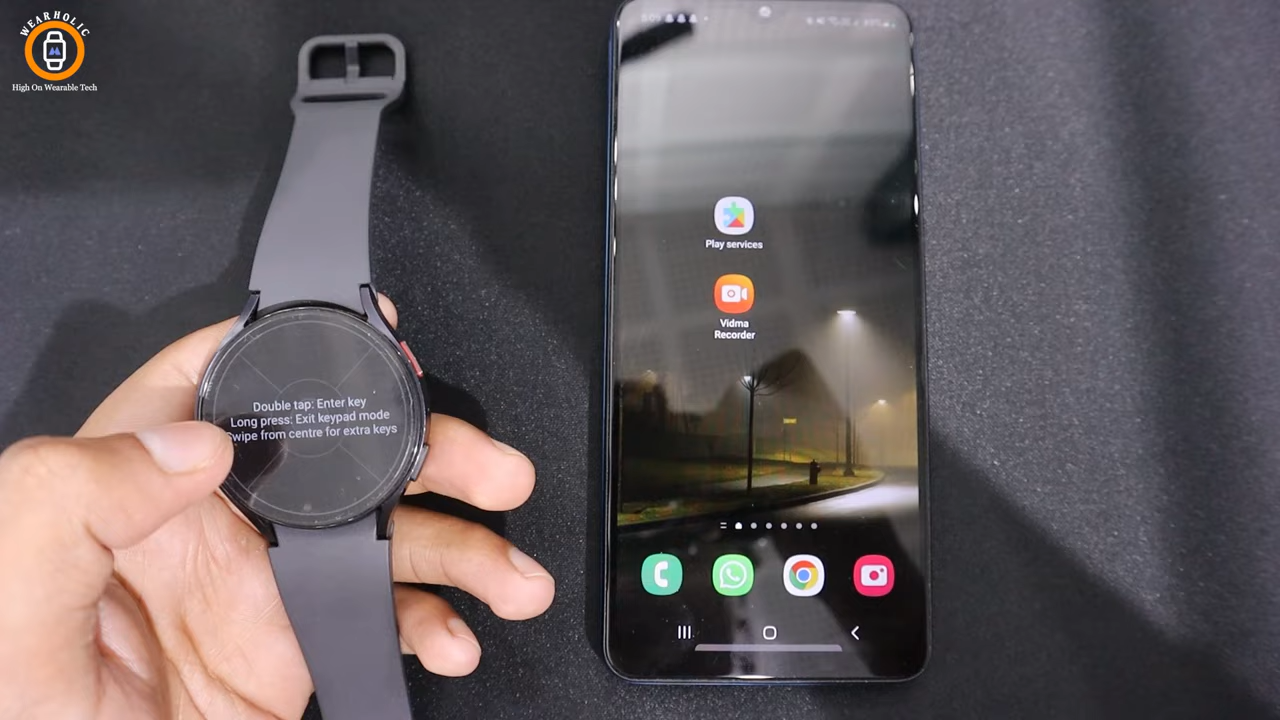 WEARHOLIC
High On Wearable Tech
Double tap: Enter key
Long press: Exit keypad mode
Swipe from centre for extra keys
Play services
Vidma
Recorder